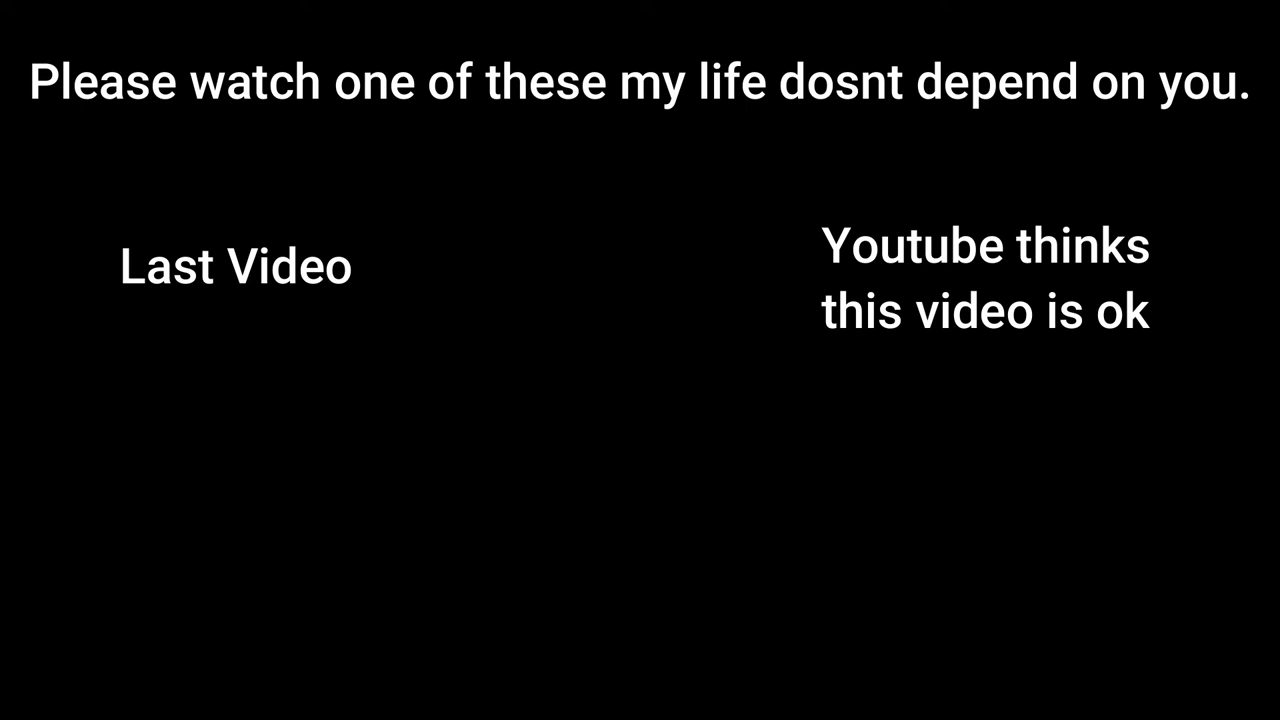 Please watch one of these my life dosnt depend on you.
Last Video
Youtube thinks
this video is ok